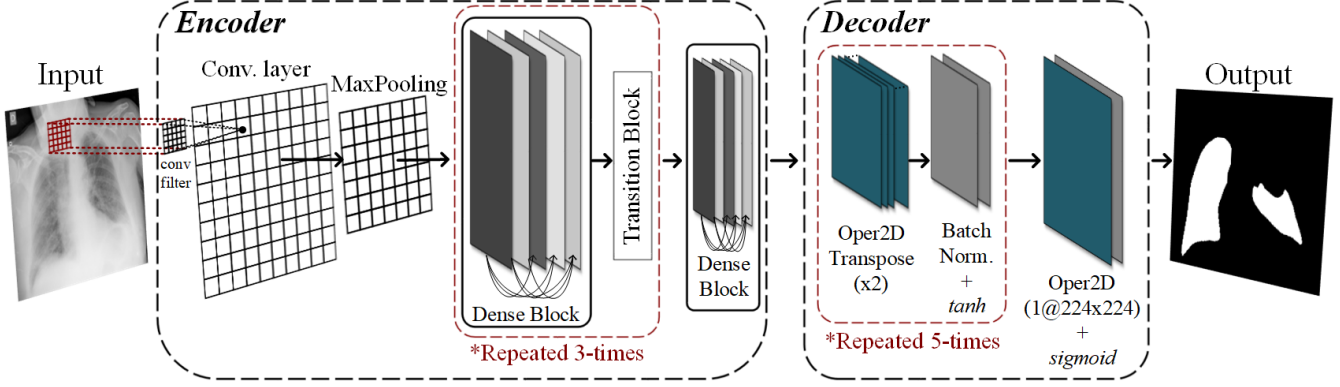 Encoder
Decoder
Input
Conv. layer
MaxPooling
Output
conv
filter
Transition Block
Dense Block
*Repeated 3-times
Dense
Block
Oper2D
Transpose
(x2)
Batch
Norm.
+
tanh
*Repeated 5-times
Oper2D
(1@224x224)
+
sigmoid